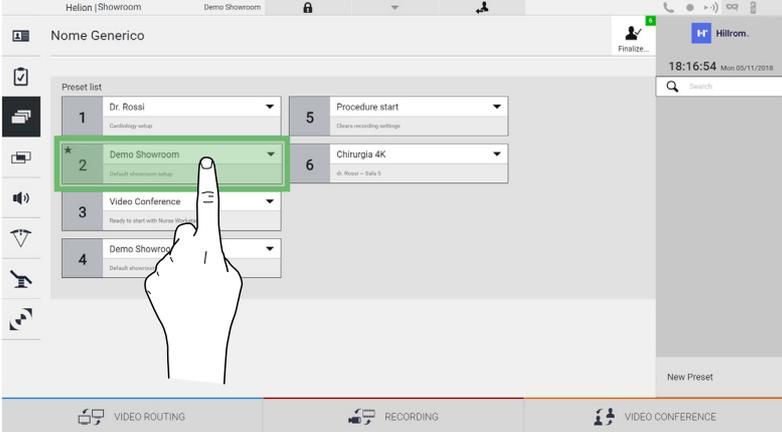 Helion | Showroom
Demo Showroom
Nome Generico
6
Finalize...
Hillrom.
18:16:54 Mon 05/11/2018
Search
Preset list
1
Dr. Rossi
Cardiology setup
2
Demo Showroom
Default showroom setup
3
Video Conference
Ready to start with Nurse
4
Demo
Default
5
Procedure start
Clears recording settings
6
Chirurgia 4K
dr. Rossi – Sala 5
New Preset
VIDEO ROUTING
RECORDING
VIDEO CONFERENCE